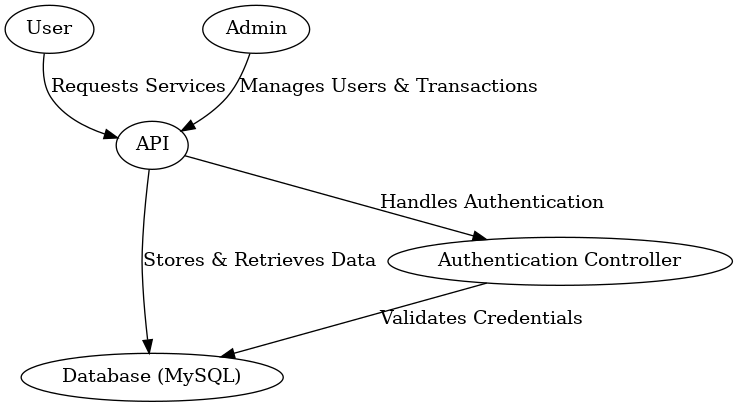 User
Admin
Requests Services
Manages Users & Transactions
API
Handles Authentication
Stores & Retrieves Data
Authentication Controller
Validates Credentials
Database (MySQL)